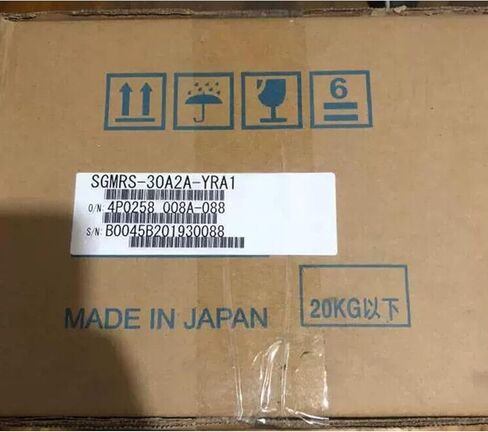 6
SGMRS-30A2A-YRA1
O/N: 4P0258 008A-088
S/N: B0045B201930088
MADE IN JAPAN
20KG以下